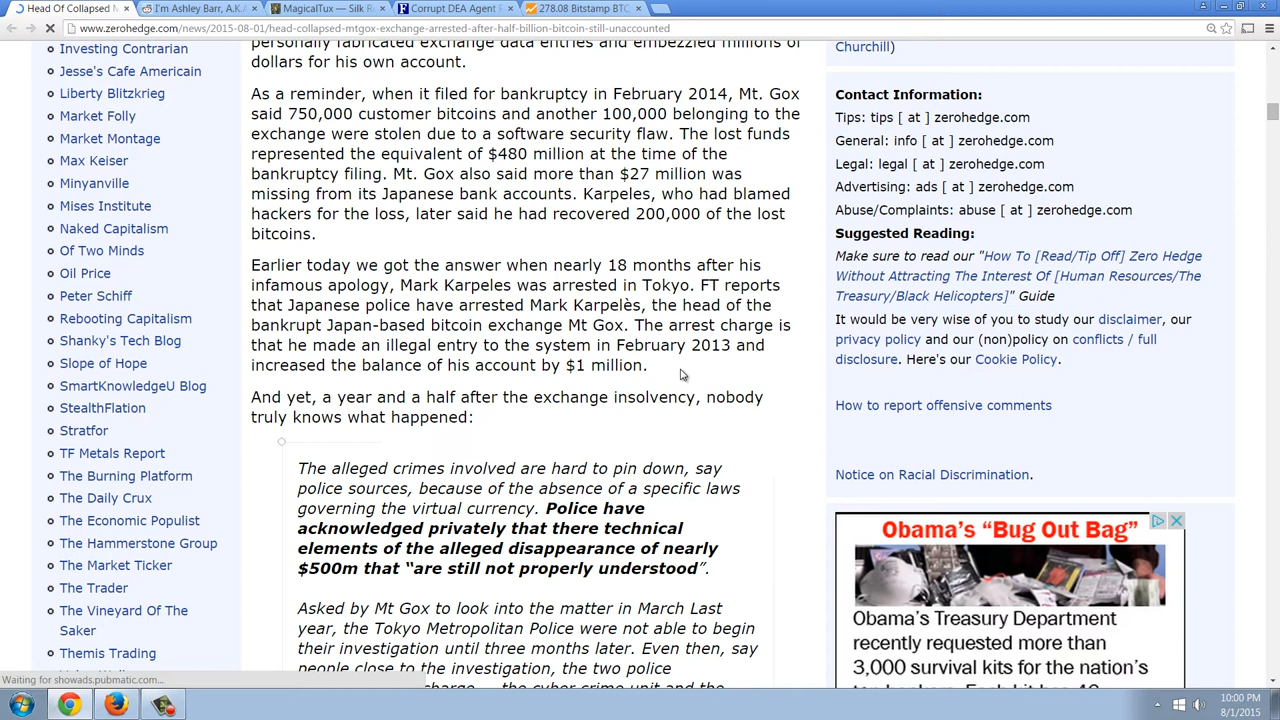 Head Of Collapsed M
I'm Ashley Barr, A.K.A
MagicalTux — Silk R
Corrupt DEA Agent
278.08 Bitstamp BTC
www.zerohedge.com/news/2015-08-01/head-collapsed-mtgox-exchange-arrested-after-half-billion-bitcoin-still-unaccounted
Investing Contrarian
Jesse's Cafe Americain
Liberty Blitzkrieg
Market Folly
Market Montage
Max Keiser
Minyanville
Mises Institute
Naked Capitalism
Of Two Minds
Oil Price
Peter Schiff
Rebooting Capitalism
Shanky's Tech Blog
Slope of Hope
SmartKnowledgeU Blog
StealthFlation
Stratfor
TF Metals Report
The Burning Platform
The Daily Crux
The Economic Populist
The Hammerstone Group
The Market Ticker
The Trader
The Vineyard Of The
Saker
Themis Trading
personally fabricated exchange data entries and embezzled millions of
dollars for his own account.
As a reminder, when it filed for bankruptcy in February 2014, Mt. Gox
said 750,000 customer bitcoins and another 100,000 belonging to the
exchange were stolen due to a software security flaw. The lost funds
represented the equivalent of $480 million at the time of the
bankruptcy filing. Mt. Gox also said more than $27 million was
missing from its Japanese bank accounts. Karpeles, who had blamed
hackers for the loss, later said he had recovered 200,000 of the lost
bitcoins.
Earlier today we got the answer when nearly 18 months after his
infamous apology, Mark Karpeles was arrested in Tokyo. FT reports
that Japanese police have arrested Mark Karpelès, the head of the
bankrupt Japan-based bitcoin exchange Mt Gox. The arrest charge is
that he made an illegal entry to the system in February 2013 and
increased the balance of his account by $1 million.
And yet, a year and a half after the exchange insolvency, nobody
truly knows what happened:
The alleged crimes involved are hard to pin down, say
police sources, because of the absence of a specific laws
governing the virtual currency. Police have
acknowledged privately that there technical
elements of the alleged disappearance of nearly
$500m that “are still not properly understood”.
Asked by Mt Gox to look into the matter in March Last
year, the Tokyo Metropolitan Police were not able to begin
their investigation until three months later. Even then, say
people close to the investigation, the two police
Churchill)
Contact Information:
Tips: tips [ at ] zerohedge.com
General: info [ at ] zerohedge.com
Legal: legal [ at ] zerohedge.com
Advertising: ads [ at ] zerohedge.com
Abuse/Complaints: abuse [ at ] zerohedge.com
Suggested Reading:
Make sure to read our "How To [Read/Tip Off] Zero Hedge
Without Attracting The Interest Of [Human Resources/The
Treasury/Black Helicopters]" Guide
It would be very wise of you to study our disclaimer, our
privacy policy and our (non)policy on conflicts / full
disclosure. Here's our Cookie Policy.
How to report offensive comments
Notice on Racial Discrimination.
Obama's “Bug Out Bag”
Obama's Treasury Department
recently requested more than
3,000 survival kits for the nation's
Waiting for showads.pubmatic.com...
10:00 PM
8/1/2015